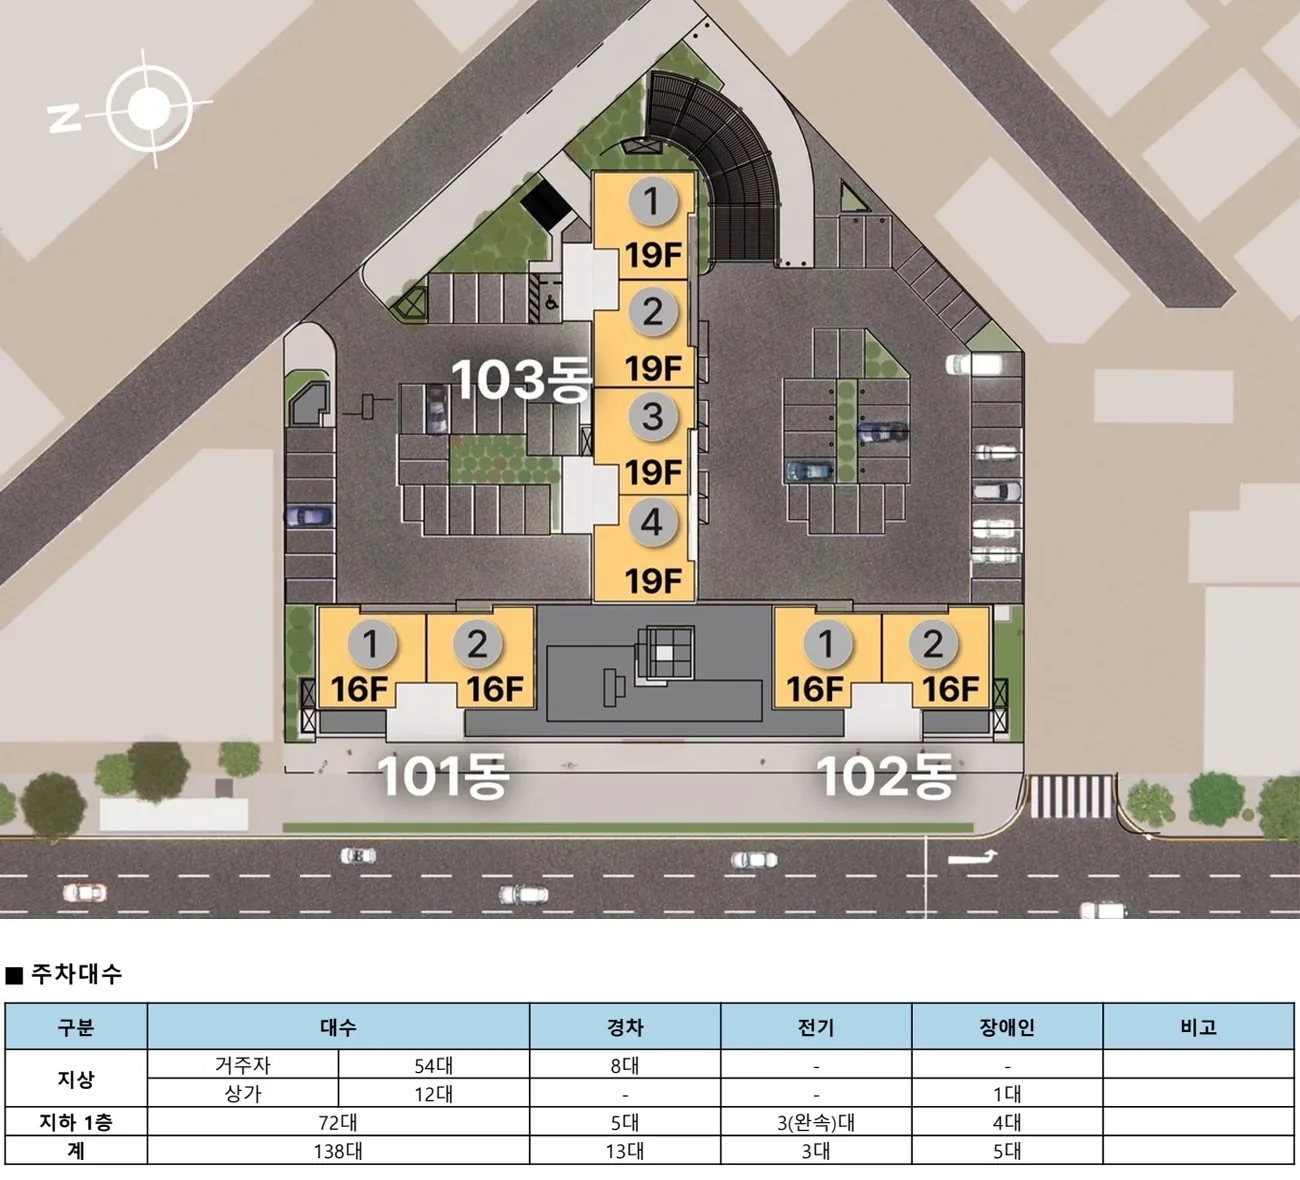 N
1
19F
2
19F
103동
3
19F
4
19F
1
16F
2
16F
1
16F
2
16F
101동
102동
■ 주차대수
구분 대수 경차 전기 장애인 비고
지상 거주자 54대 8대 - -
상가 12대 - - 1대
지하 1층 72대 5대 3(완속)대 4대
계 138대 13대 3대 5대